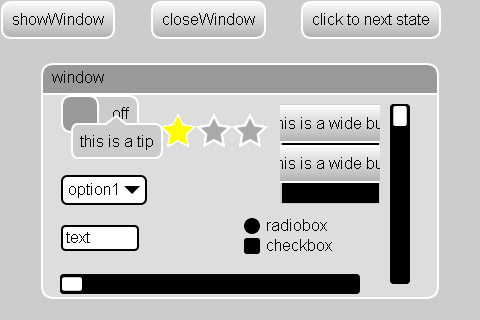 showWindow
closeWindow
click to next state
window
off
this is a tip
his is a wide bu
his is a wide bu
option1
radiobox
text
checkbox